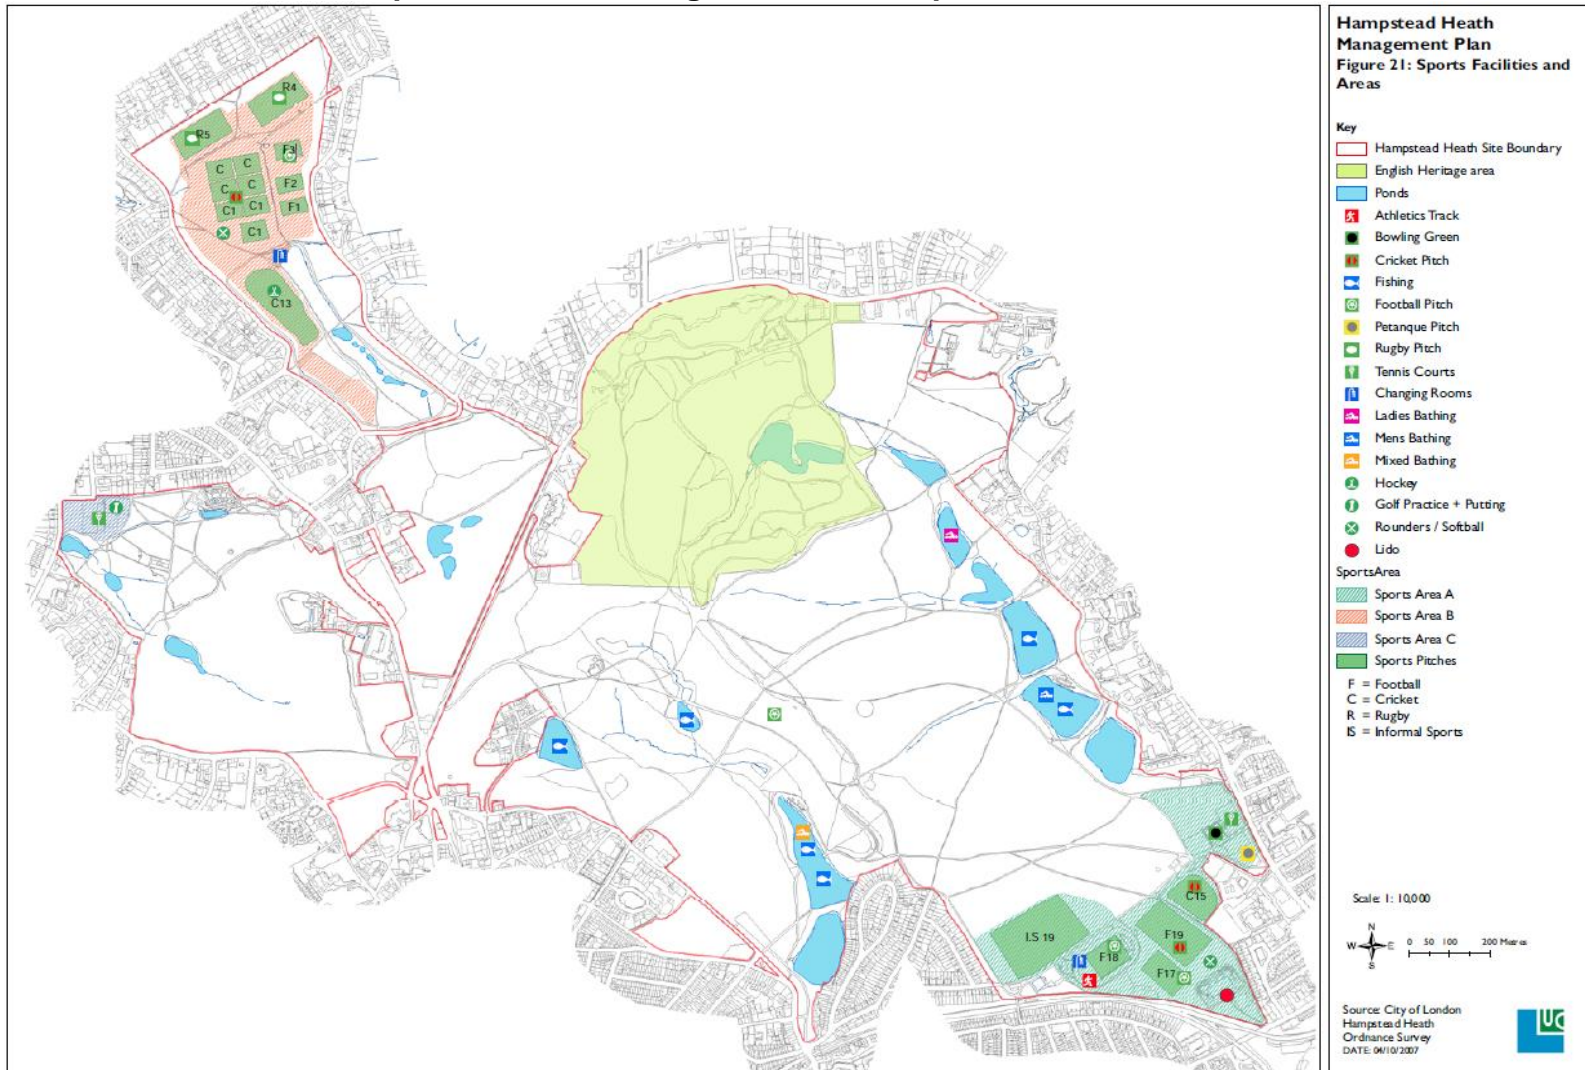 Hampstead Heath
Management Plan
Figure 21: Sports Facilities and
Areas
Key
Hampstead Heath Site Boundary
English Heritage area
Ponds
Athletics Track
Bowling Green
Cricket Pitch
Fishing
Football Pitch
Petanque Pitch
Rugby Pitch
Tennis Courts
Changing Rooms
Ladies Bathing
Mens Bathing
Mixed Bathing
Hockey
Golf Practice + Putting
Rounders / Softball
Lido
SportsArea
Sports Area A
Sports Area B
Sports Area C
Sports Pitches
F = Football
C = Cricket
R = Rugby
IS = Informal Sports
Scale: 1: 10,000
N
W E
S
0 50 100 200 Metres
Source: City of London
Hampstead Heath
Ordnance Survey
DATE: 04/10/2007
LUC
R4
R5
F3
C
C
C
C
F2
C1
C1
F1
C1
C13
C15
I.S 19
F19
F18
F17